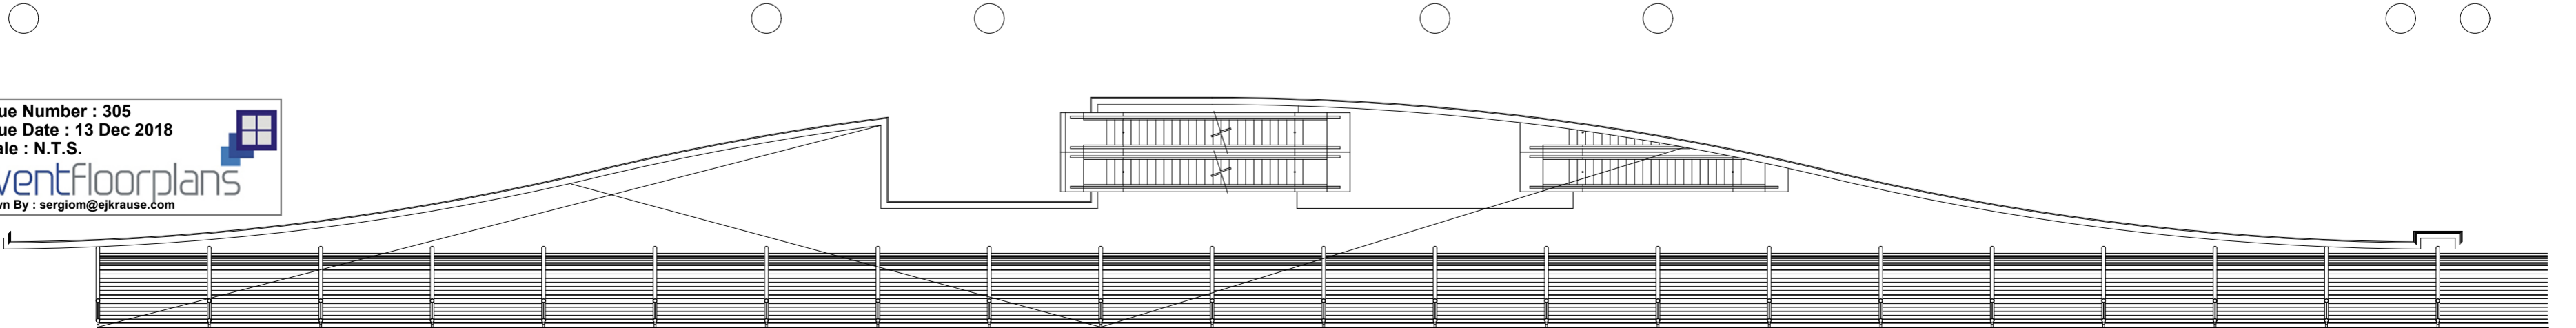 ue Number : 305
ue Date : 13 Dec 2018
ale : N.T.S.
ventfloorplans
wn By : sergiom@ejkrause.com